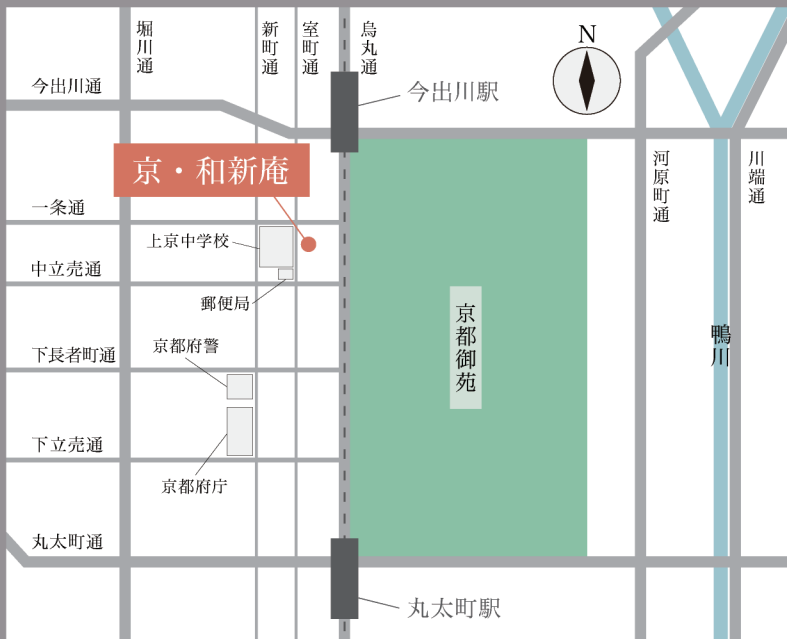 堀川通
新町通
室町通
烏丸通
N
今出川通
今出川駅
京・和新庵
河原町通
川端通
一条通
上京中学校
中立売通
郵便局
京都御苑
鴨川
京都府警
下長者町通
下立売通
京都府庁
丸太町通
丸太町駅